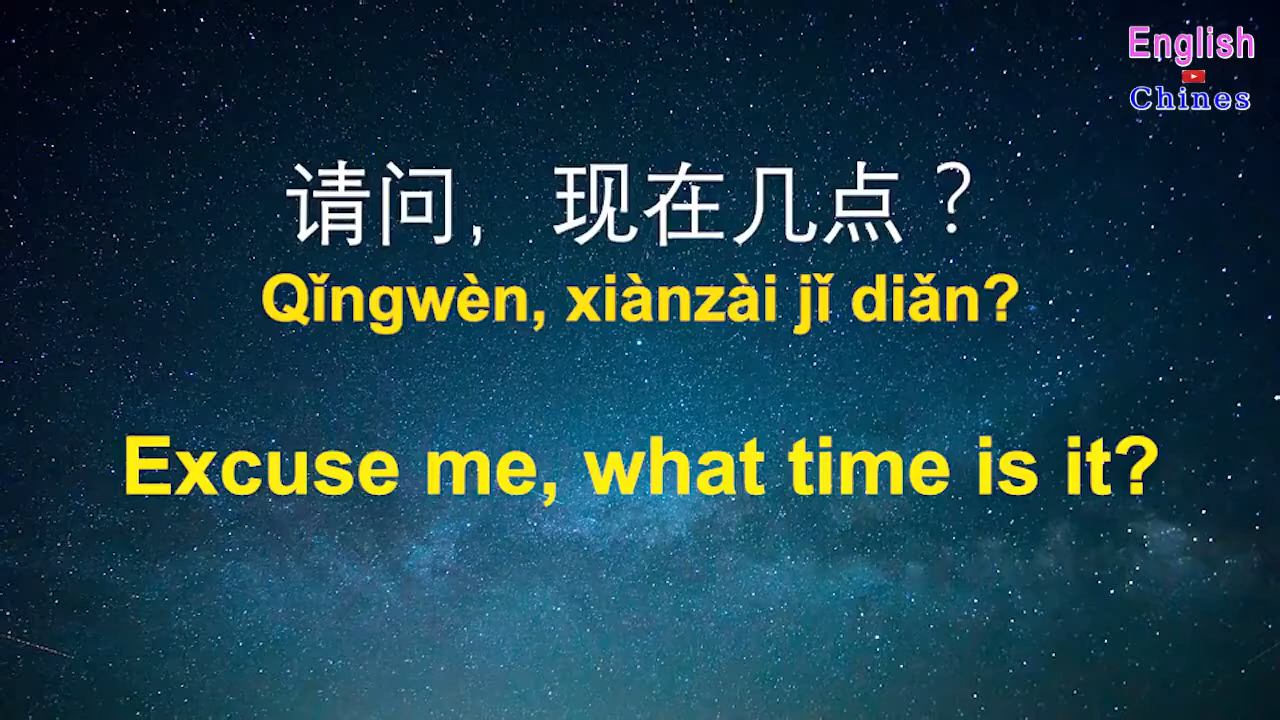 English
Chines
请问，现在几点？
Qǐngwèn, xiànzài jǐ diǎn?
Excuse me, what time is it?